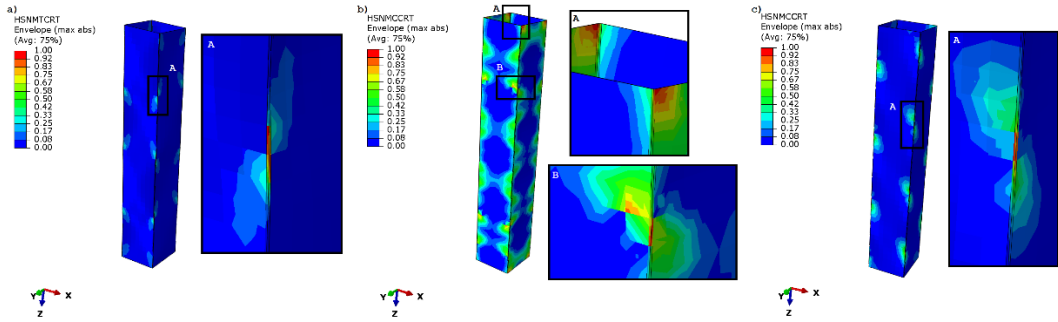 a)
HSNMTCRT
Envelope (max abs)
(Avg: 75%)
1.00
0.92
0.83
0.75
0.67
0.58
0.50
0.42
0.33
0.25
0.17
0.08
0.00
A
A
Y X
Z
b)
HSNMCCRT
Envelope (max abs)
(Avg: 75%)
1.00
0.92
0.83
0.75
0.67
0.58
0.50
0.42
0.33
0.25
0.17
0.08
0.00
A
B
A
B
Y X
Z
c)
HSNMCCRT
Envelope (max abs)
(Avg: 75%)
1.00
0.92
0.83
0.75
0.67
0.58
0.50
0.42
0.33
0.25
0.17
0.08
0.00
A
A
Y X
Z